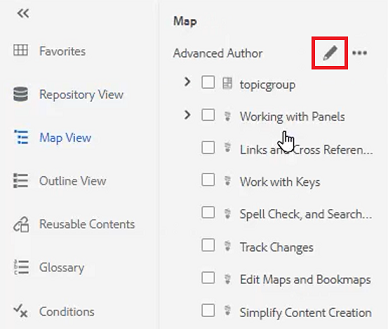 Map
Advanced Author
Favorites
topicgroup
Repository View
Working with Panels
Map View
Links and Cross Referen...
Outline View
Work with Keys
Reusable Contents
Spell Check, and Search...
Track Changes
Glossary
Edit Maps and Bookmaps
Conditions
Simplify Content Creation